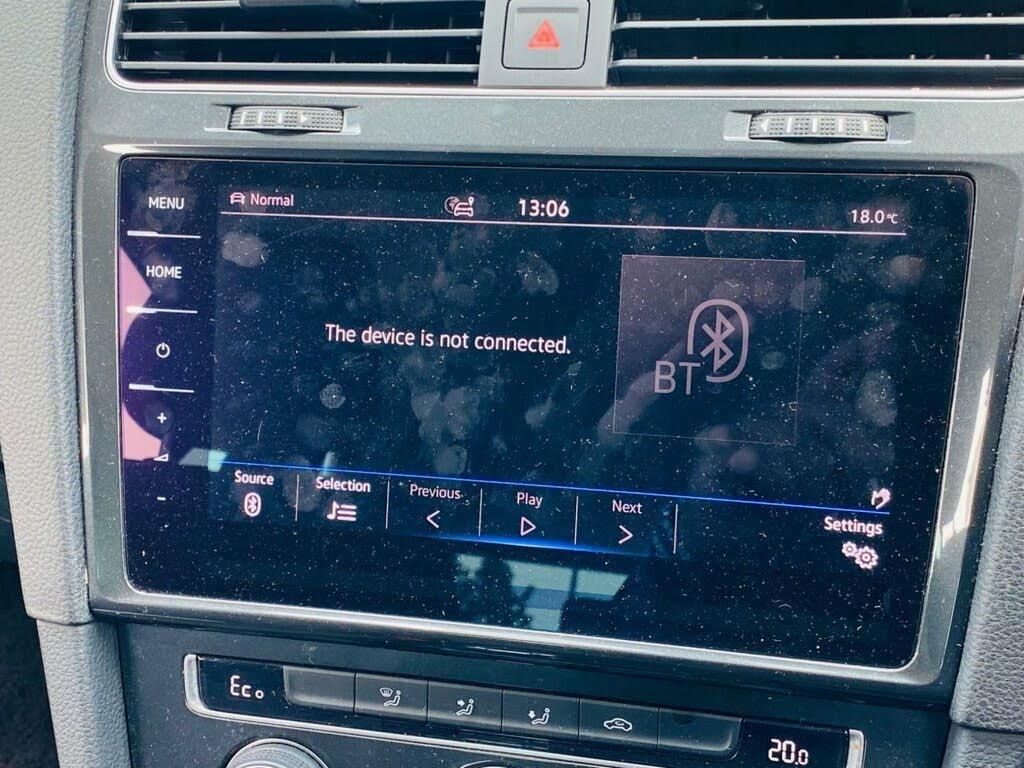 MENU
Normal
13:06
18.0°C
HOME
The device is not connected.
BT
+
-
Source
Selection
Previous
Play
Next
Settings
Eco
20.0